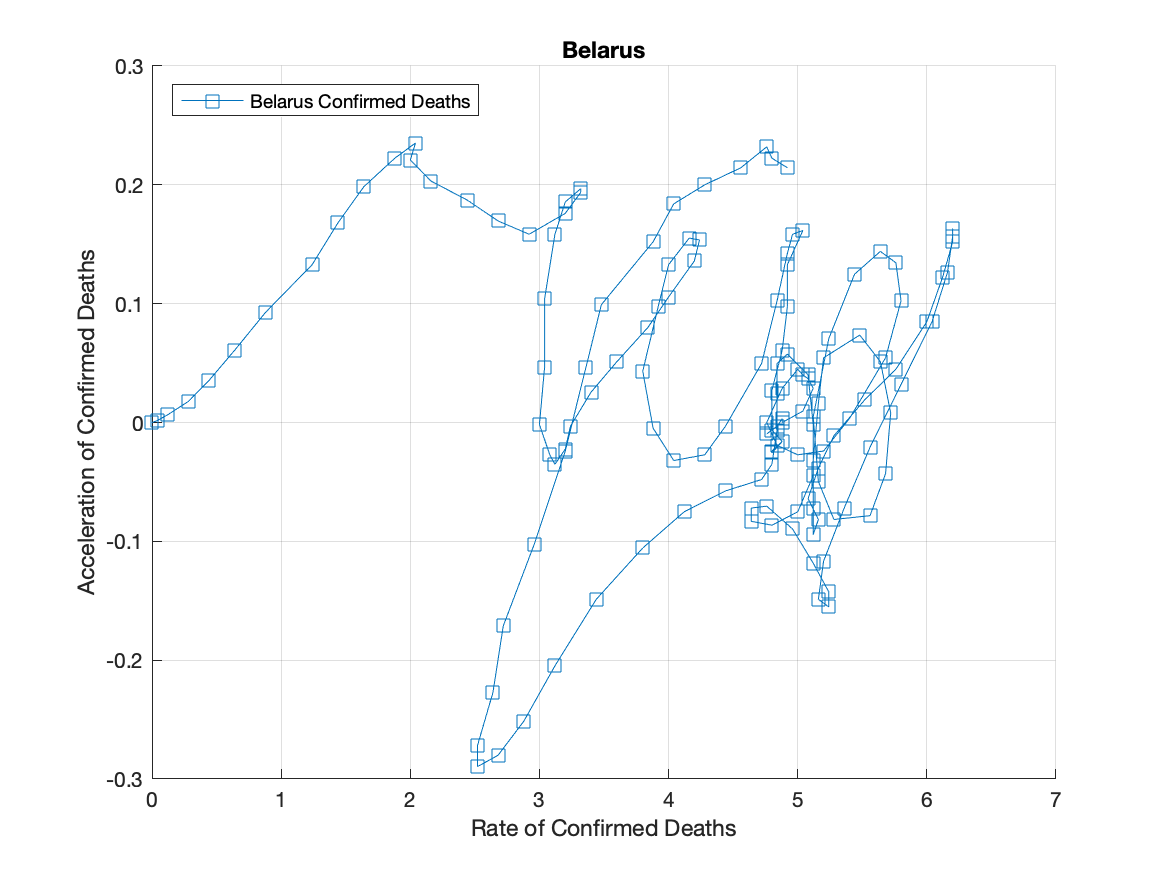 Belarus
Belarus Confirmed Deaths
Acceleration of Confirmed Deaths
0.3
0.2
0.1
0
-0.1
-0.2
-0.3
0 1 2 3 4 5 6 7
Rate of Confirmed Deaths